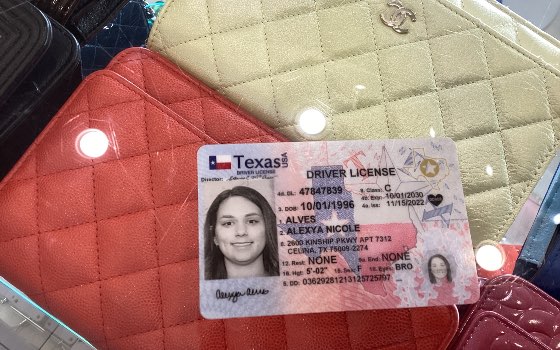 Texas USA
DRIVER LICENSE
Director:
4d. DL: 47847839 9. Class: C
4b. Exp: 10/01/2030
3. DOB: 10/01/1996 4a. Iss: 11/15/2022
1. ALVES
2. ALEXYA NICOLE
8. 2600 KINSHIP PKWY APT 7312
CELINA, TX 75009-2274
12. Rest: NONE 9a. End: NONE
16. Hgt: 5'-02" 15. Sex: F 18. Eyes: BRO
5. DD: 03629281213125725707